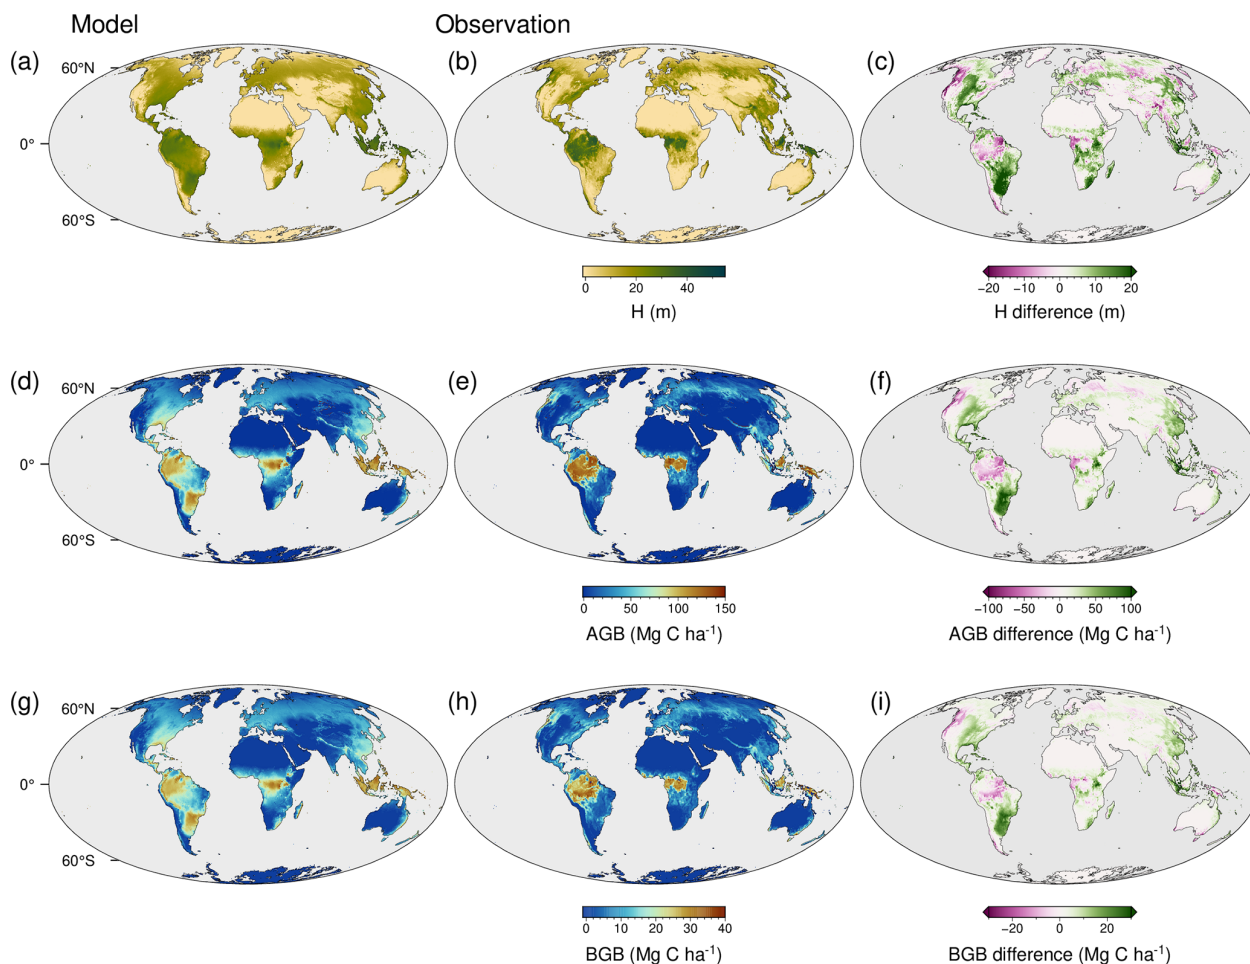 Model Observation
(a) (b) (c)
60°N
0°
60°S
0 20 40
H (m)
−20 −10 0 10 20
H difference (m)
(d) (e) (f)
60°N
0°
60°S
0 50 100 150
AGB (Mg C ha⁻¹)
−100 −50 0 50 100
AGB difference (Mg C ha⁻¹)
(g) (h) (i)
60°N
0°
60°S
0 10 20 30 40
BGB (Mg C ha⁻¹)
−20 0 20
BGB difference (Mg C ha⁻¹)